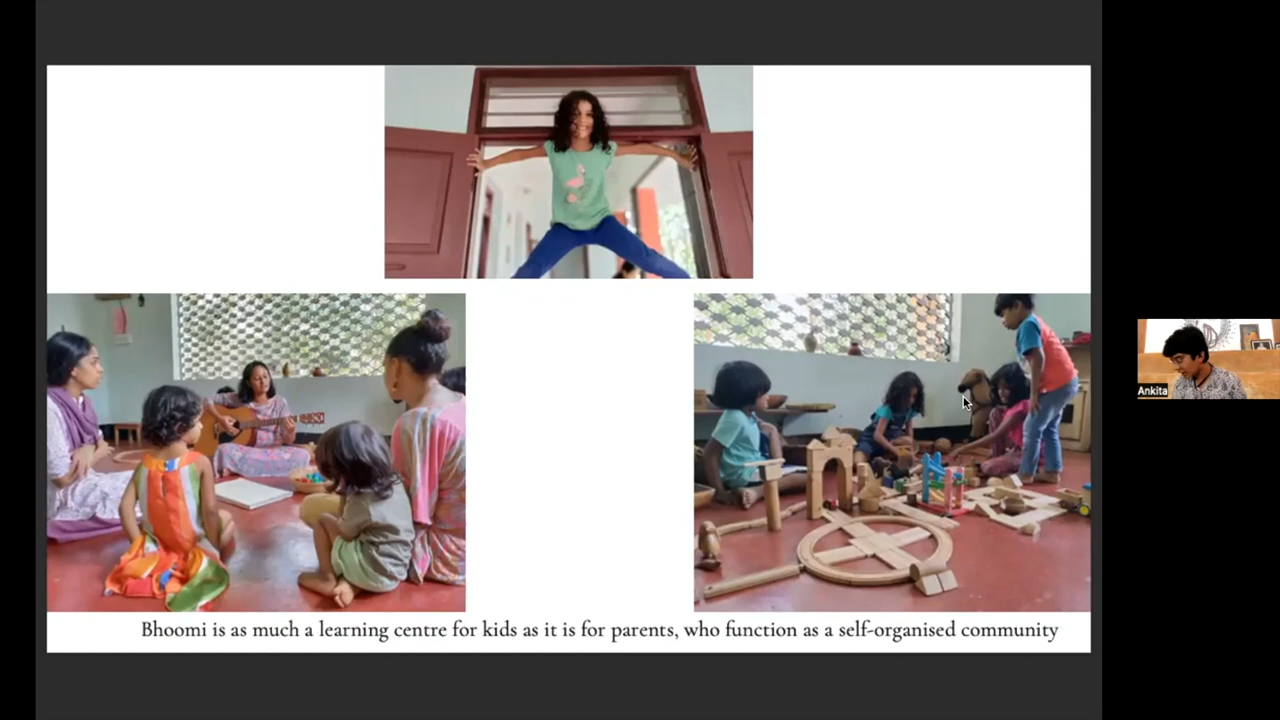 Bhoomi is as much a learning centre for kids as it is for parents, who function as a self-organised community
Ankita